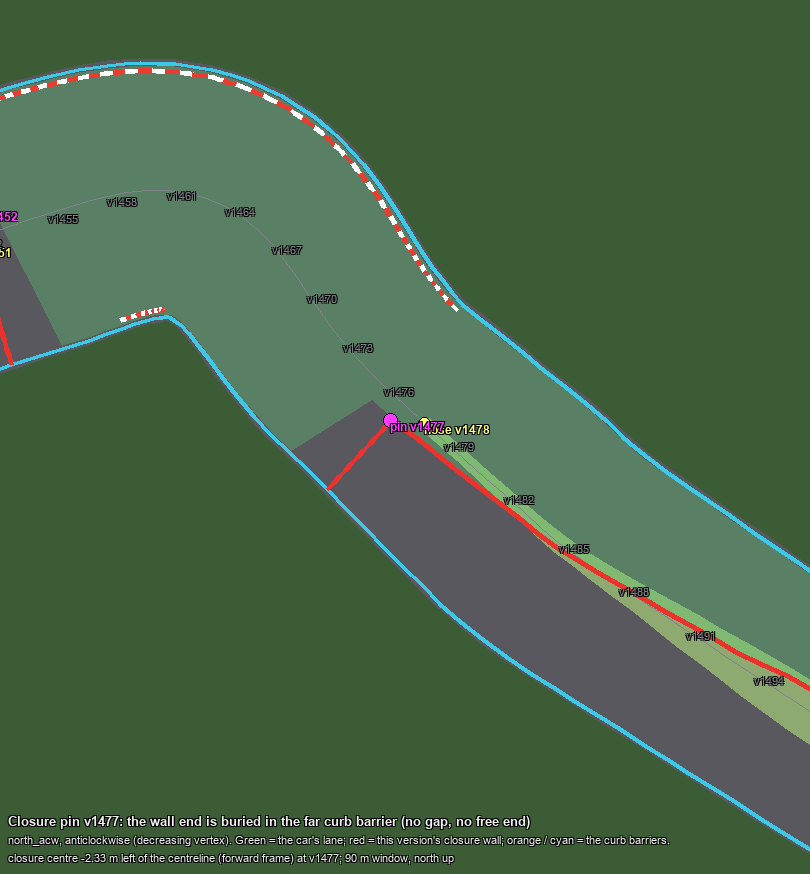 v1458
v1461
v1464
452
v1455
51
v1467
v1470
v1473
v1476
pin v1477
nose v1478
v1479
v1482
v1485
v1488
v1491
v1494
Closure pin v1477: the wall end is buried in the far curb barrier (no gap, no free end)
north_acw, anticlockwise (decreasing vertex). Green = the car's lane; red = this version's closure wall; orange / cyan = the curb barriers.
closure centre -2.33 m left of the centreline (forward frame) at v1477; 90 m window, north up